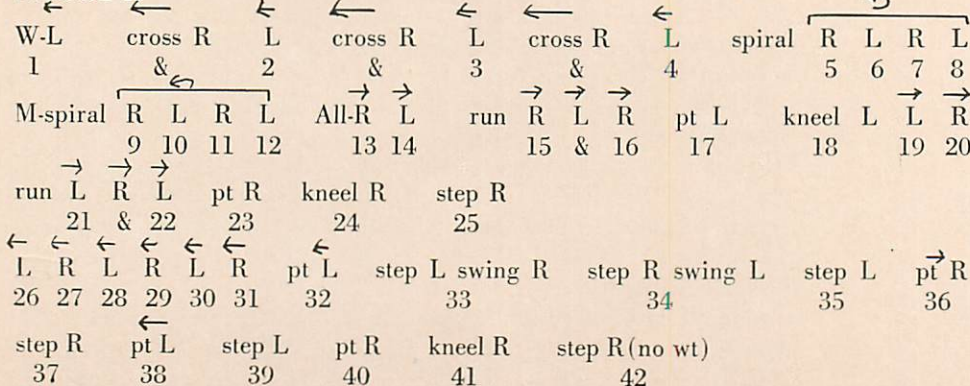 W-L cross R L cross R L cross R L spiral R L R L
1 & 2 & 3 & 4 5 6 7 8
M-spiral R L R L All-R L run R L R pt L kneel L L R
9 10 11 12 13 14 15 & 16 17 18 19 20
run L R L pt R kneel R step R
21 & 22 23 24 25
L R L R L R pt L step L swing R step R swing L step L pt R
26 27 28 29 30 31 32 33 34 35 36
step R pt L step L pt R kneel R step R (no wt)
37 38 39 40 41 42